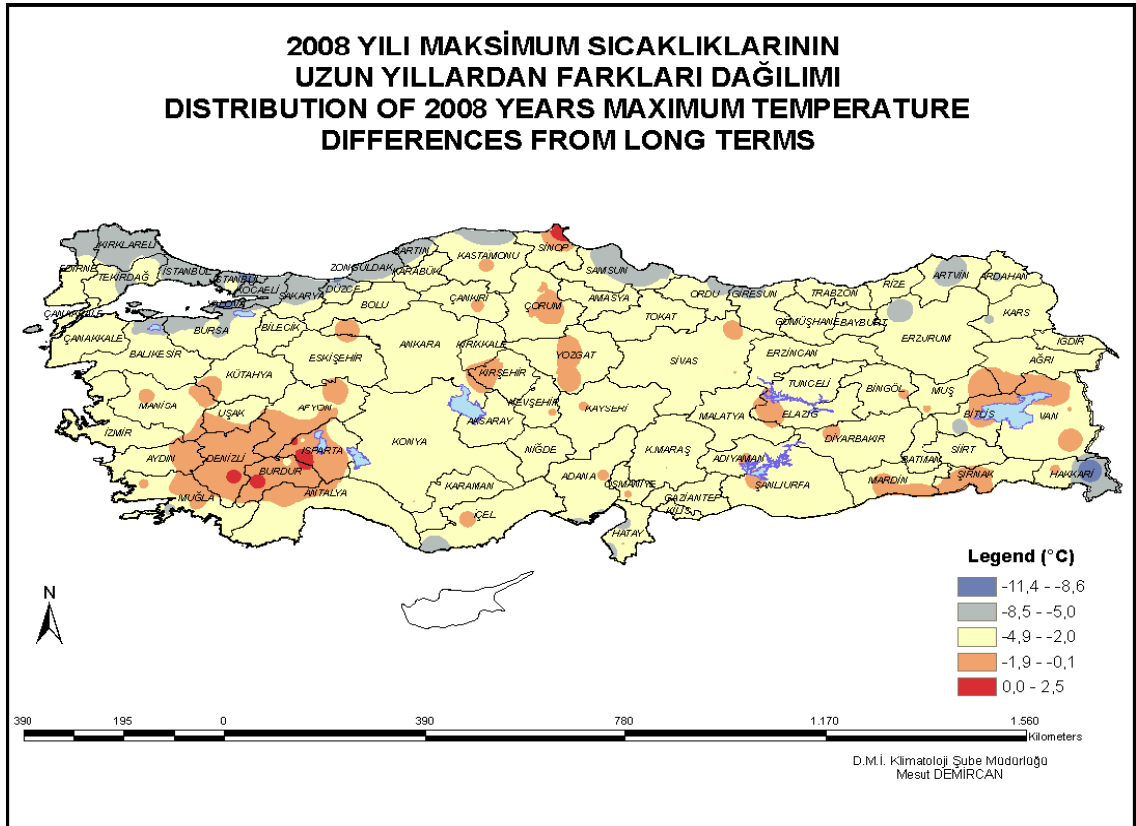 2008 YILI MAKSİMUM SICAKLIKLARININ
UZUN YILLARDAN FARKLARI DAĞILIMI
DISTRIBUTION OF 2008 YEARS MAXIMUM TEMPERATURE
DIFFERENCES FROM LONG TERMS
KIRKLARELİ
EDİRNE
TEKİRDAĞ
İSTANBUL
İSTANBUL
KOCAELİ
YALOVA
SAKARYA
DÜZCE
ZONGULDAK
BARTIN
KARABÜK
KASTAMONU
SİNOP
SAMSUN
ORDU
GİRESUN
TRABZON
RİZE
ARTVİN
ARDAHAN
ÇANAKKALE
ÇANAKKALE
BURSA
BİLECİK
BOLU
ÇANKIRI
ÇORUM
AMASYA
TOKAT
GÜMÜŞHANE
BAYBURT
ERZURUM
KARS
IĞDIR
AĞRI
BALIKESİR
KÜTAHYA
ESKİŞEHİR
ANKARA
KIRIKKALE
KIRŞEHİR
YOZGAT
SİVAS
ERZİNCAN
TUNCELİ
BİNGÖL
MUŞ
BİTLİS
VAN
MANİSA
UŞAK
AFYON
İZMİR
AYDIN
DENİZLİ
BURDUR
ISPARTA
KONYA
AKSARAY
NEVŞEHİR
KAYSERİ
NİĞDE
MALATYA
ELAZIĞ
DİYARBAKIR
BATMAN
SİİRT
ŞIRNAK
HAKKARİ
MUĞLA
ANTALYA
KARAMAN
İÇEL
ADANA
OSMANİYE
K.MARAŞ
GAZİANTEP
KİLİS
HATAY
ADIYAMAN
ŞANLIURFA
MARDİN
Legend (°C)
-11,4 - -8,6
-8,5 - -5,0
-4,9 - -2,0
-1,9 - -0,1
0,0 - 2,5
N
390 195 0 390 780 1.170 1.560
Kilometers
D.M.İ. Klimatoloji Şube Müdürlüğü
Mesut DEMİRCAN